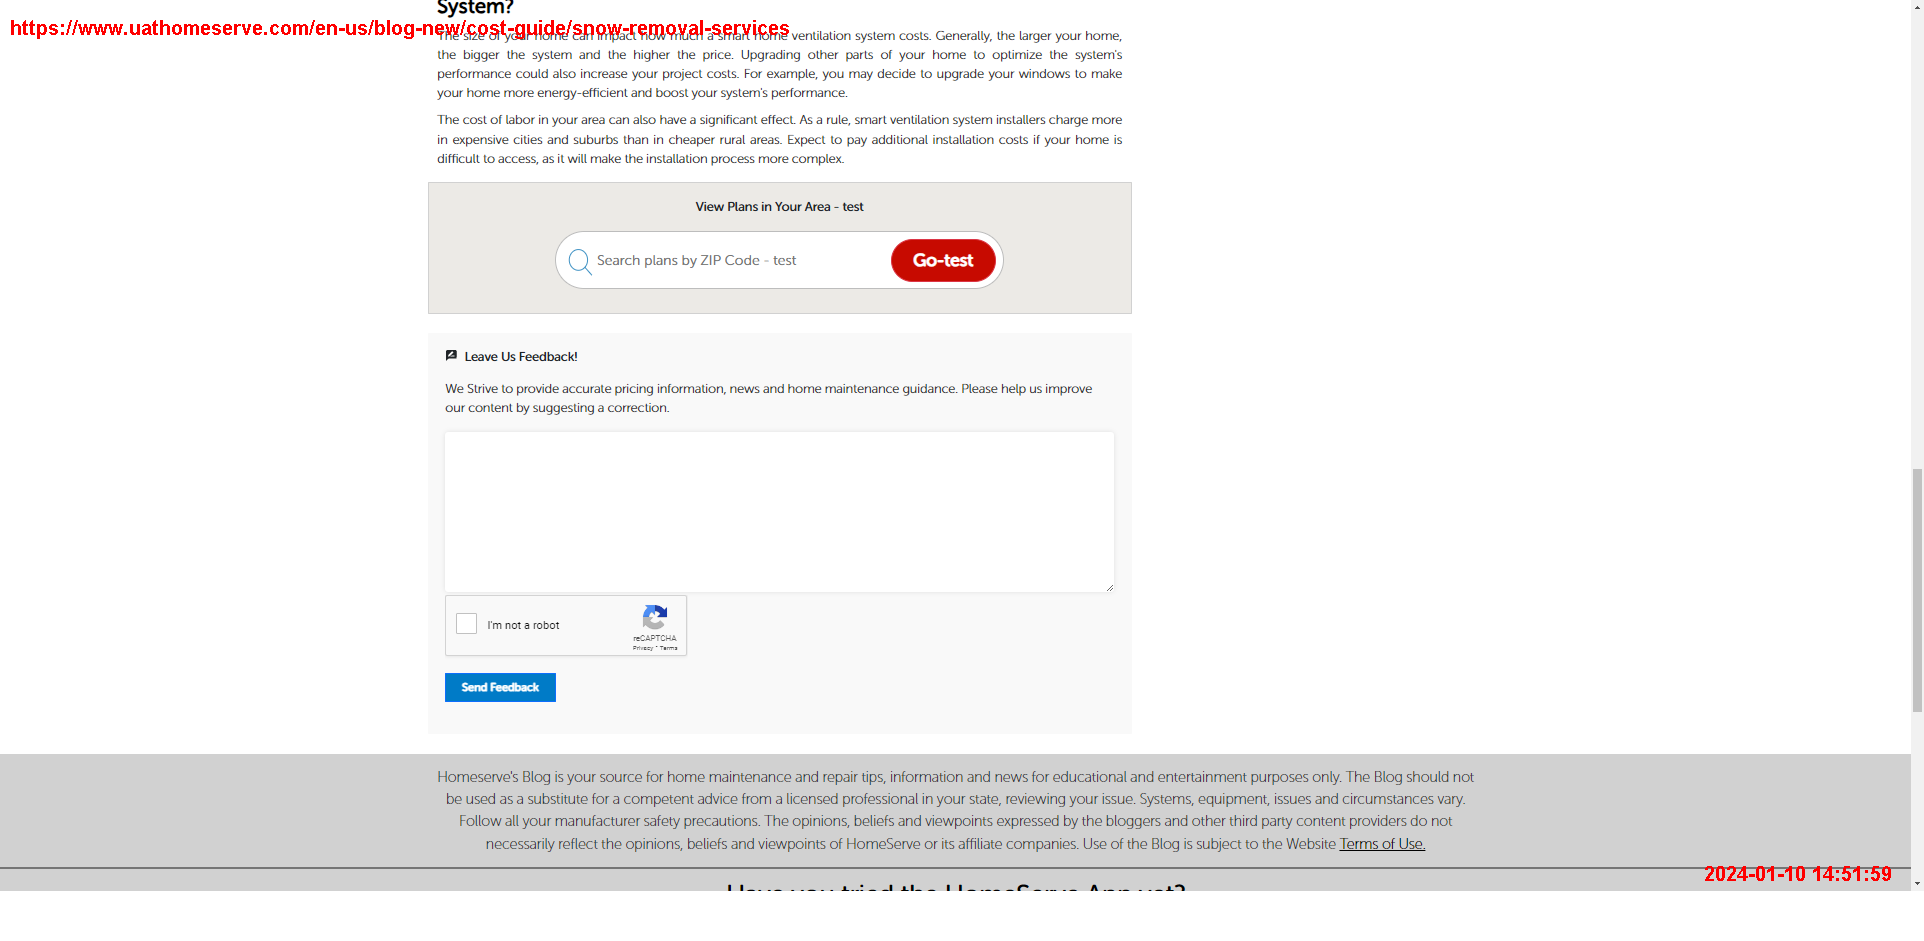 System?
https://www.uathomeserve.com/en-us/blog-new/cost-guide/snow-removal-services
The size of your home can impact how much a smart home ventilation system costs. Generally, the larger your home,
the bigger the system and the higher the price. Upgrading other parts of your home to optimize the system's
performance could also increase your project costs. For example, you may decide to upgrade your windows to make
your home more energy-efficient and boost your system's performance.
The cost of labor in your area can also have a significant effect. As a rule, smart ventilation system installers charge more
in expensive cities and suburbs than in cheaper rural areas. Expect to pay additional installation costs if your home is
difficult to access, as it will make the installation process more complex.
View Plans in Your Area - test
Search plans by ZIP Code - test
Go-test
Leave Us Feedback!
We Strive to provide accurate pricing information, news and home maintenance guidance. Please help us improve
our content by suggesting a correction.
I'm not a robot
reCAPTCHA
Privacy - Terms
Send Feedback
Homeserve's Blog is your source for home maintenance and repair tips, information and news for educational and entertainment purposes only. The Blog should not
be used as a substitute for a competent advice from a licensed professional in your state, reviewing your issue. Systems, equipment, issues and circumstances vary.
Follow all your manufacturer safety precautions. The opinions, beliefs and viewpoints expressed by the bloggers and other third party content providers do not
necessarily reflect the opinions, beliefs and viewpoints of HomeServe or its affiliate companies. Use of the Blog is subject to the Website Terms of Use.
2024-01-10 14:51:59
Have you tried the HomeServe App yet?